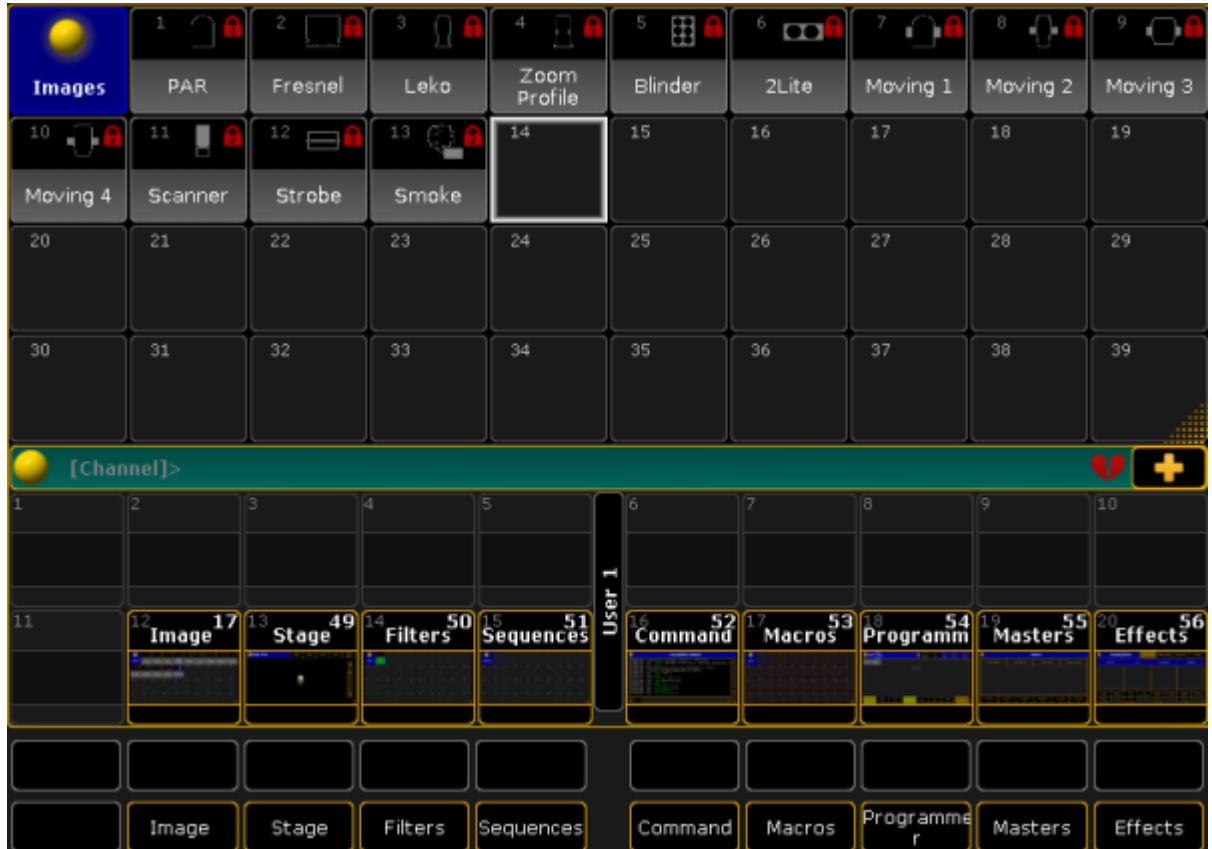 Images
1
PAR
2
Fresnel
3
Leko
4
Zoom
Profile
5
Blinder
6
2Lite
7
Moving 1
8
Moving 2
9
Moving 3
10
Moving 4
11
Scanner
12
Strobe
13
Smoke
14
15
16
17
18
19
20
21
22
23
24
25
26
27
28
29
30
31
32
33
34
35
36
37
38
39
[Channel]>
1
2
3
4
5
User 1
6
7
8
9
10
11
12 17
Image
13 49
Stage
14 50
Filters
15 51
Sequences
16 52
Command
17 53
Macros
18 54
Programm
19 55
Masters
20 56
Effects
Image
Stage
Filters
Sequences
Command
Macros
Programme
r
Masters
Effects